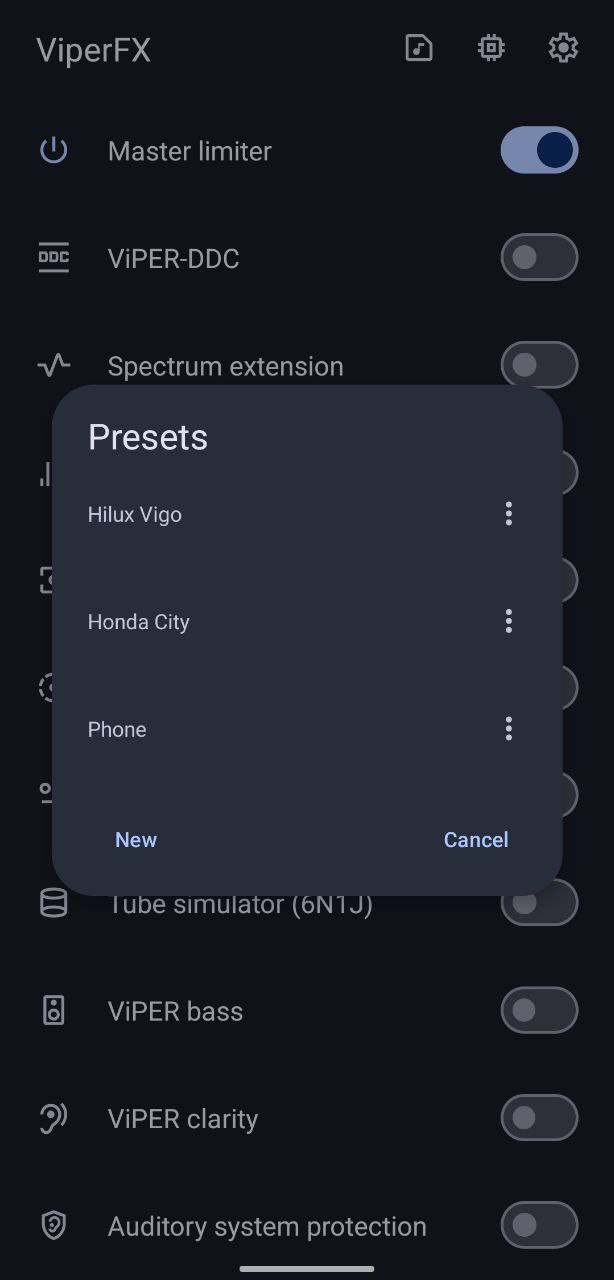 ViperFX
Master limiter
DDC
ViPER-DDC
Spectrum extension
Presets
Hilux Vigo
Honda City
Phone
New
Cancel
Tube simulator (6N1J)
ViPER bass
ViPER clarity
Auditory system protection